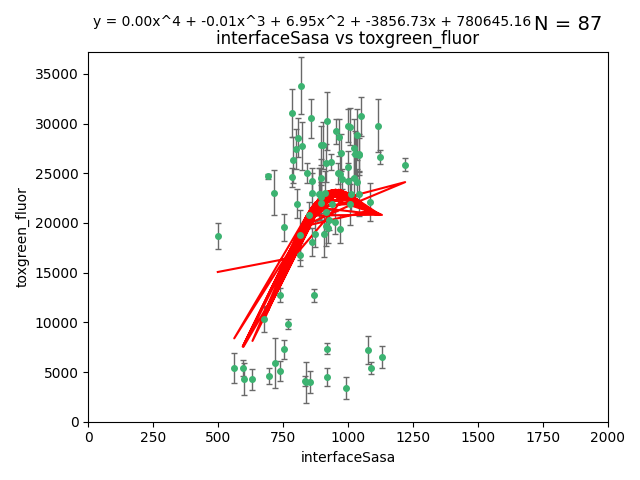 y = 0.00x^4 + -0.01x^3 + 6.95x^2 + -3856.73x + 780645.16 N = 87
interfaceSasa vs toxgreen_fluor
35000
30000
25000
20000
15000
10000
5000
0
toxgreen_fluor
0 250 500 750 1000 1250 1500 1750 2000
interfaceSasa